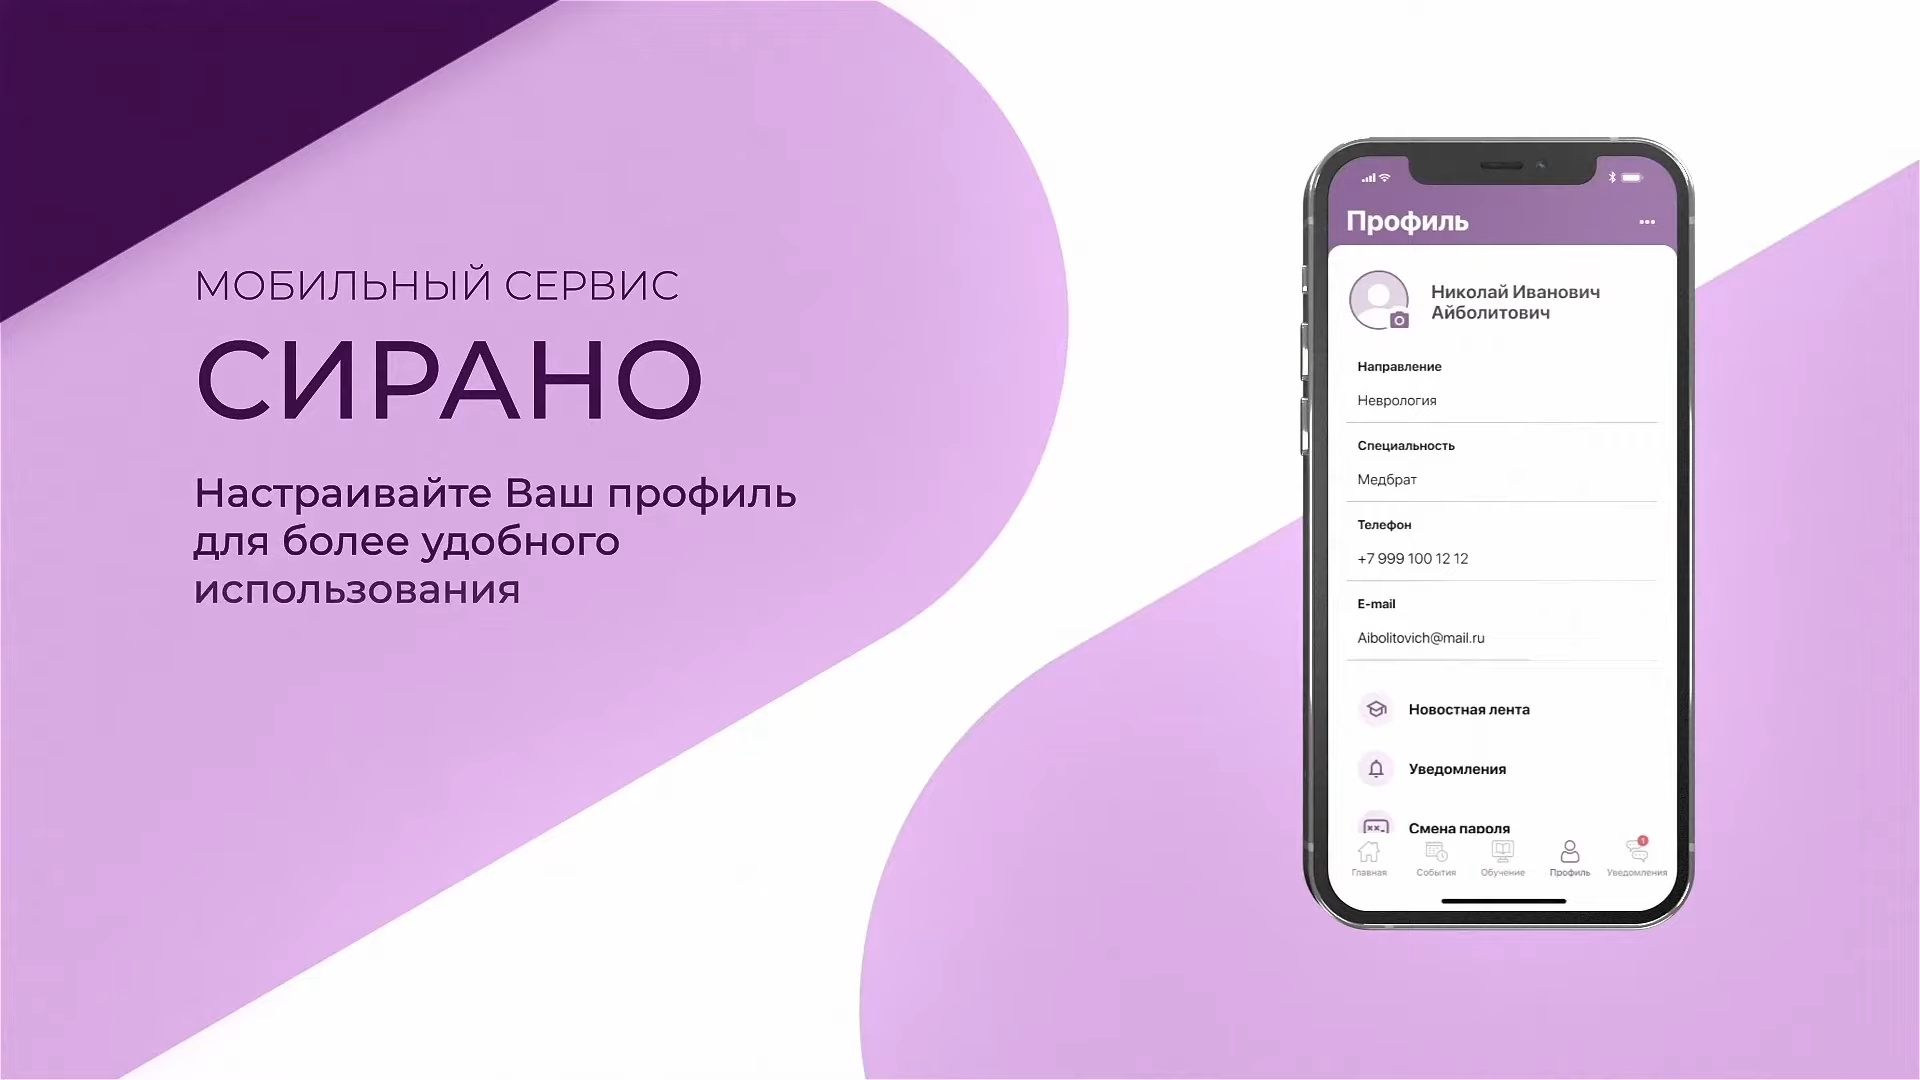 МОБИЛЬНЫЙ СЕРВИС
СИРАНО
Настраивайте Ваш профиль
для более удобного
использования
Профиль
Николай Иванович
Айболитович
Направление
Неврология
Специальность
Медбрат
Телефон
+7 999 100 12 12
E-mail
Aibolitovich@mail.ru
Новостная лента
Уведомления
Смена пароля
Главная
События
Обучение
Профиль
1
Уведомления